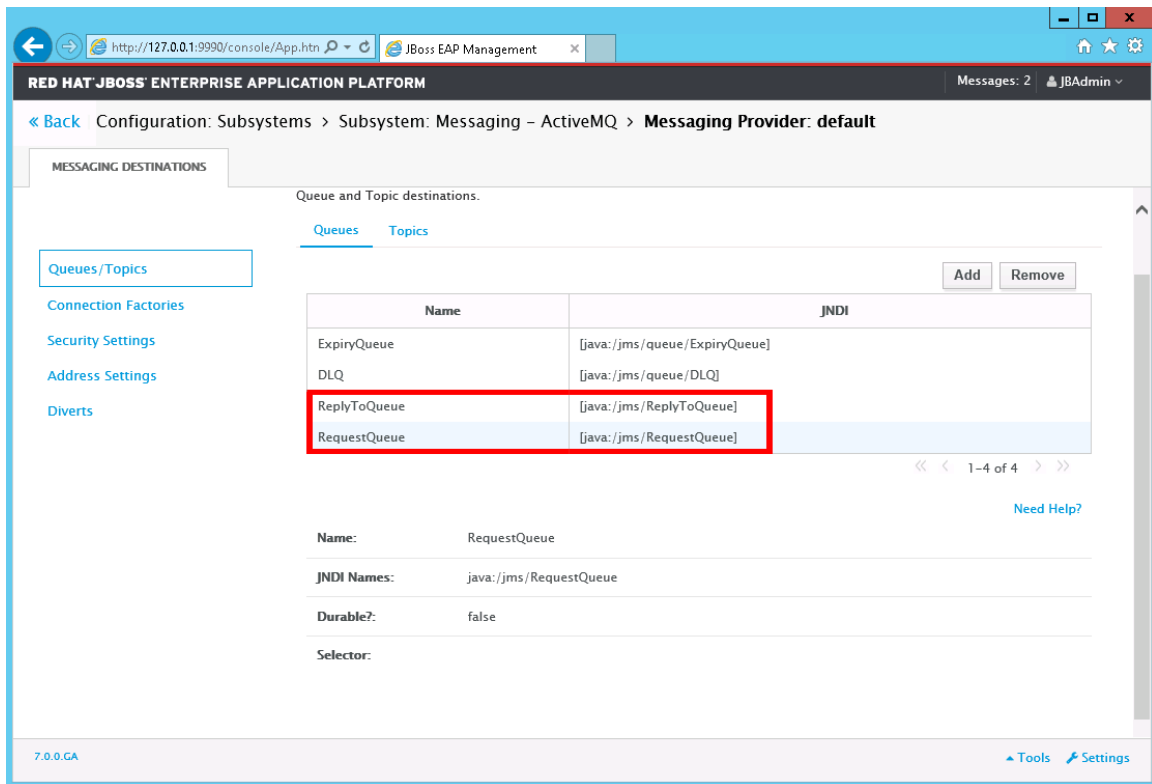 http://127.0.0.1:9990/console/App.htn
JBoss EAP Management
RED HAT JBOSS ENTERPRISE APPLICATION PLATFORM
Messages: 2
JBAdmin
« Back Configuration: Subsystems > Subsystem: Messaging – ActiveMQ > Messaging Provider: default
MESSAGING DESTINATIONS
Queue and Topic destinations.
Queues Topics
Queues/Topics
Connection Factories
Security Settings
Address Settings
Diverts
Add Remove
Name JNDI
ExpiryQueue [java:/jms/queue/ExpiryQueue]
DLQ [java:/jms/queue/DLQ]
ReplyToQueue [java:/jms/ReplyToQueue]
RequestQueue [java:/jms/RequestQueue]
1-4 of 4
Need Help?
Name: RequestQueue
JNDI Names: java:/jms/RequestQueue
Durable?: false
Selector:
7.0.0.GA
Tools Settings